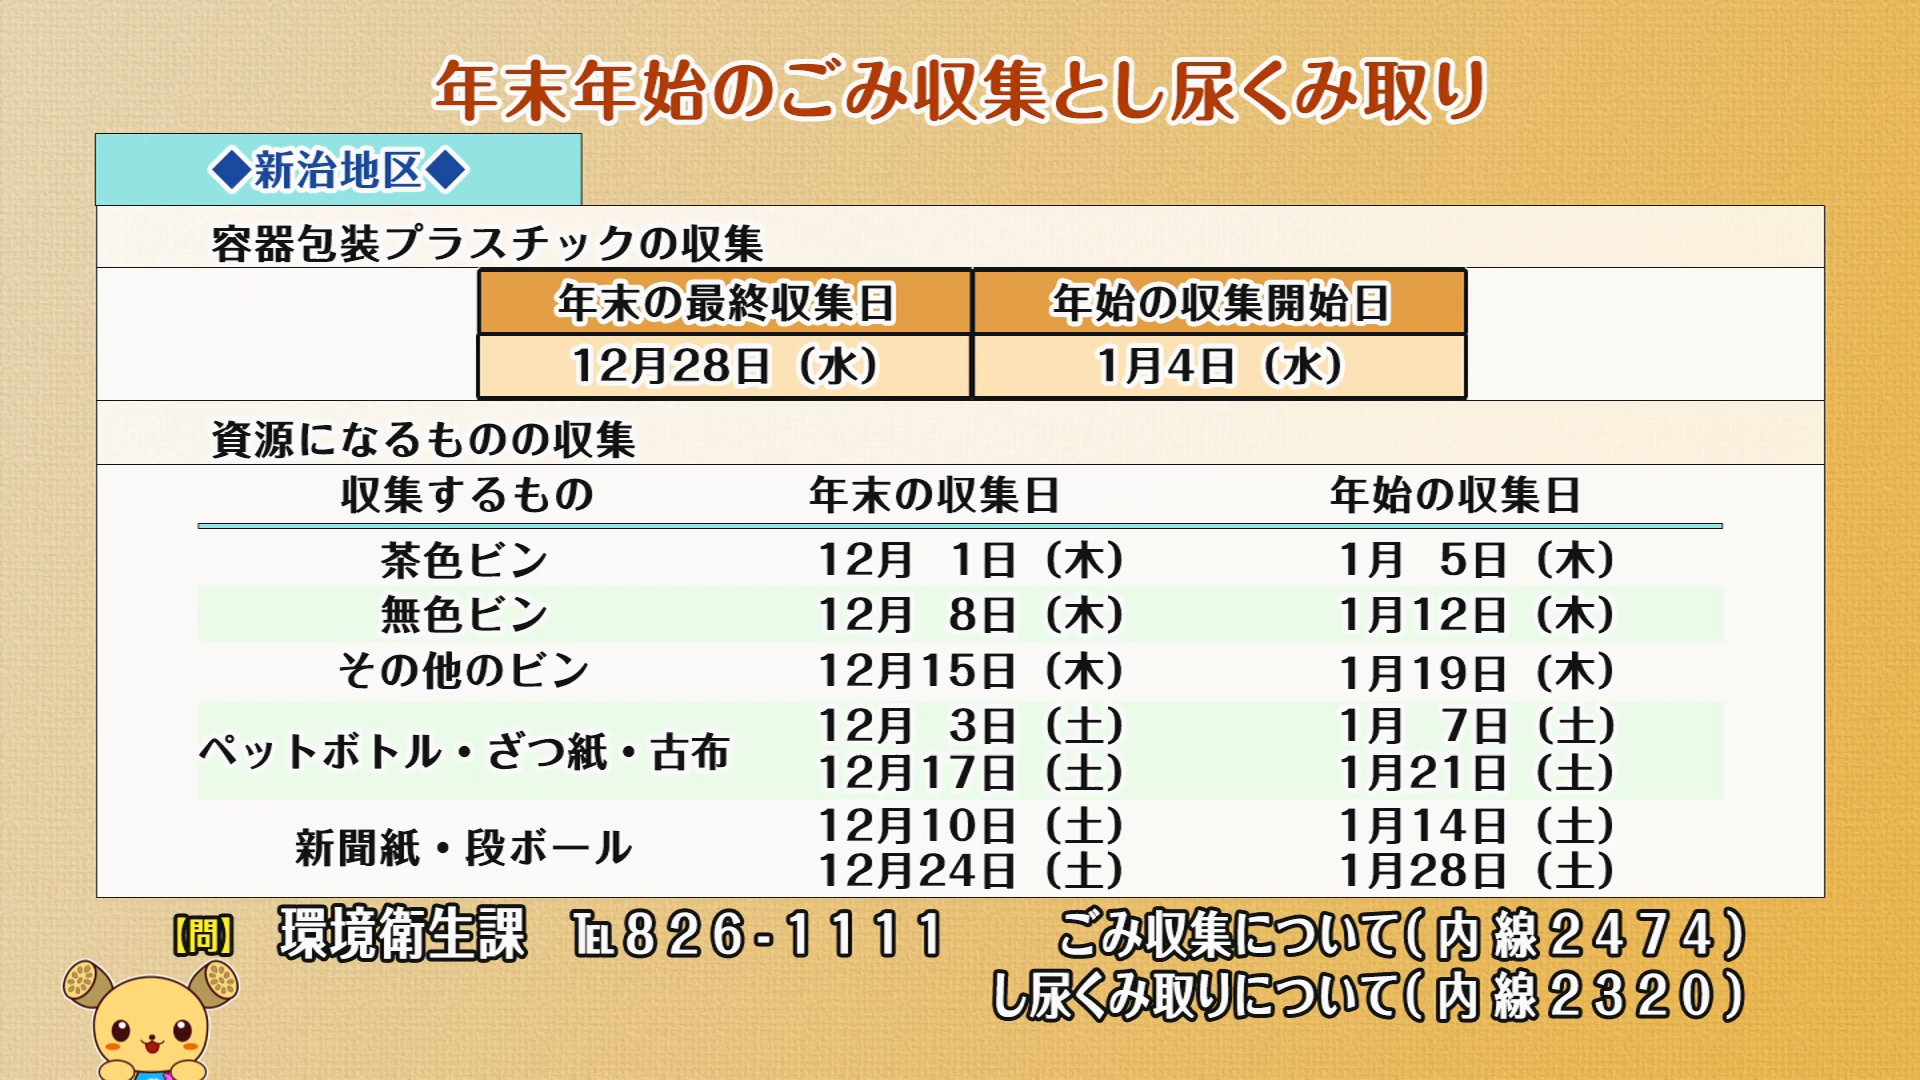 年末年始のごみ収集とし尿くみ取り
◆新治地区◆
容器包装プラスチックの収集
年末の最終収集日 年始の収集開始日
12月28日（水） 1月4日（水）
資源になるものの収集
収集するもの 年末の収集日 年始の収集日
茶色ビン 12月 1日（木） 1月 5日（木）
無色ビン 12月 8日（木） 1月12日（木）
その他のビン 12月15日（木） 1月19日（木）
ペットボトル・ざつ紙・古布 12月 3日（土） 1月 7日（土）
12月17日（土） 1月21日（土）
新聞紙・段ボール 12月10日（土） 1月14日（土）
12月24日（土） 1月28日（土）
【問】 環境衛生課 ℡826-1111 ごみ収集について(内線2474)
し尿くみ取りについて(内線2320)